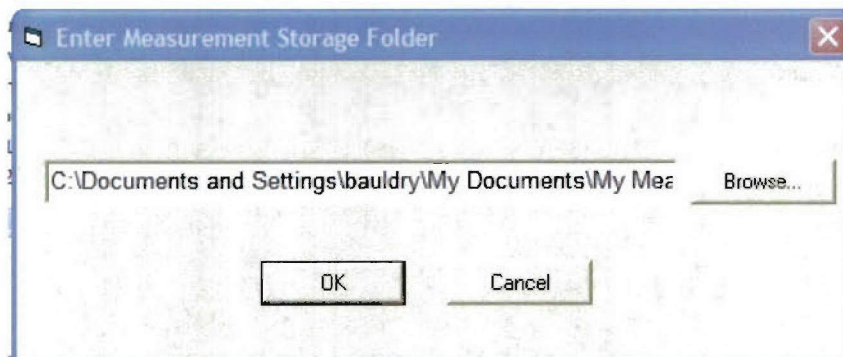 Enter Measurement Storage Folder
C:\Documents and Settings\bauldry\My Documents\My Mea
Browse...
OK
Cancel